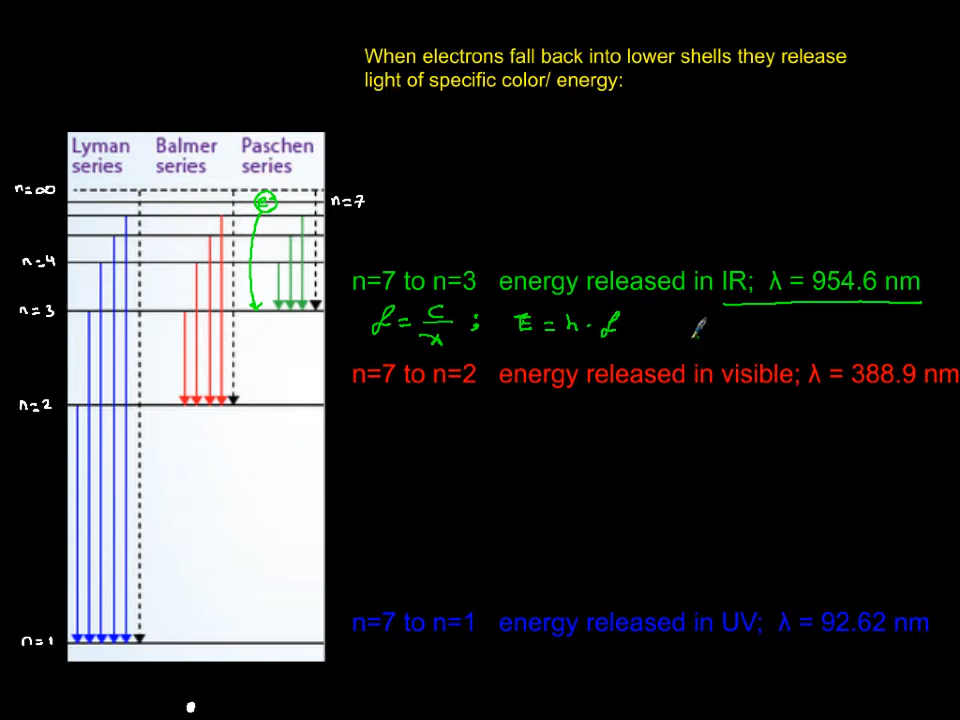 When electrons fall back into lower shells they release
light of specific color/ energy:
Lyman series
Balmer series
Paschen series
n=∞
n=7
n=4
n=3
n=2
n=1
e-
n=7 to n=3 energy released in IR; λ = 954.6 nm
f = c/λ ; E = h · f
n=7 to n=2 energy released in visible; λ = 388.9 nm
n=7 to n=1 energy released in UV; λ = 92.62 nm